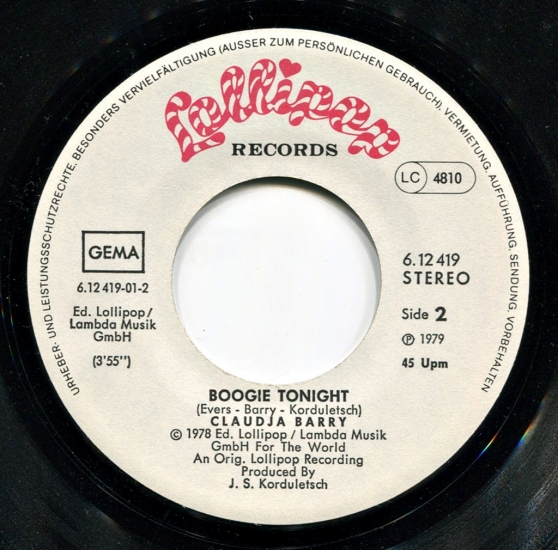 URHEBER- UND LEISTUNGSSCHUTZRECHTE, BESONDERS VERVIELFÄLTIGUNG (AUSSER ZUM PERSÖNLICHEN GEBRAUCH), VERMIETUNG, AUFFÜHRUNG, SENDUNG, VORBEHALTEN
Lollipop
RECORDS
LC 4810
GEMA
6.12 419-01-2
Ed. Lollipop/
Lambda Musik
GmbH
(3'55'')
6.12 419
STEREO
Side 2
Ⓟ 1979
45 Upm
BOOGIE TONIGHT
(Evers - Barry - Korduletsch)
CLAUDJA BARRY
© 1978 Ed. Lollipop / Lambda Musik
GmbH For The World
An Orig. Lollipop Recording
Produced By
J. S. Korduletsch